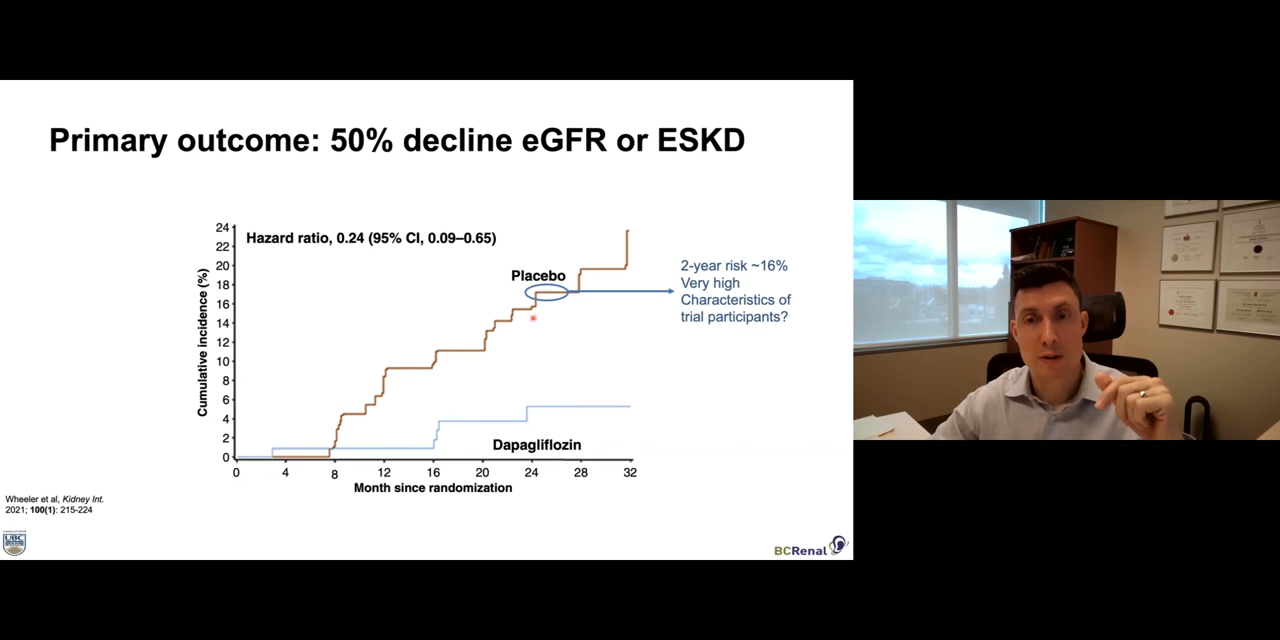 Primary outcome: 50% decline eGFR or ESKD
Hazard ratio, 0.24 (95% CI, 0.09–0.65)
Cumulative incidence (%)
24
22
20
18
16
14
12
10
8
6
4
2
0
Placebo
Dapagliflozin
0 4 8 12 16 20 24 28 32
Month since randomization
2-year risk ~16%
Very high
Characteristics of
trial participants?
Wheeler et al, Kidney Int.
2021; 100(1): 215-224
UBC
BCRenal